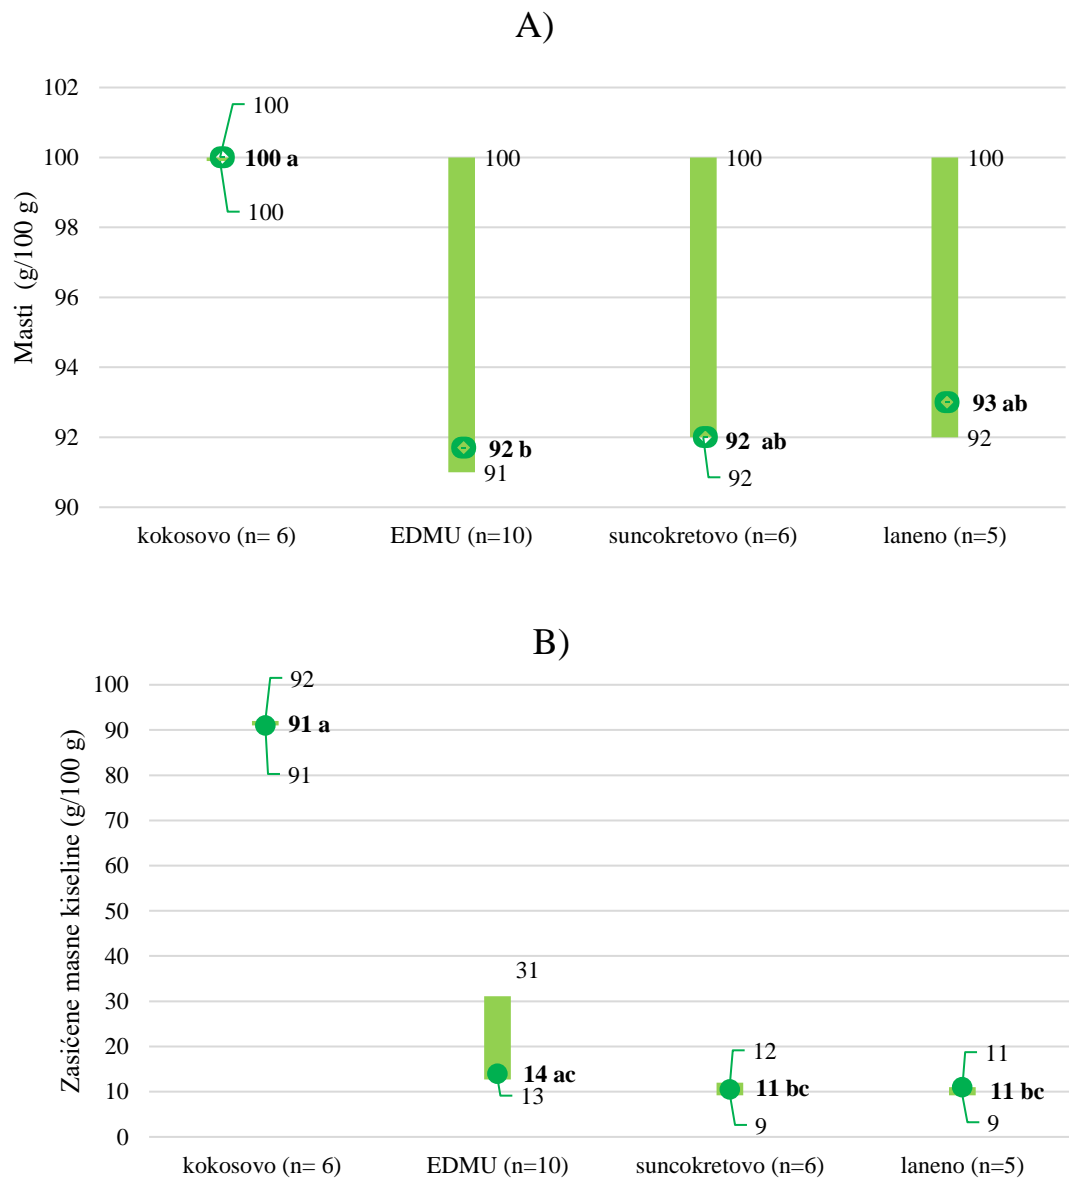 A)
Masti (g/100 g)
102
100
98
96
94
92
90
100
100 a
100
100
92 b
91
100
92 ab
92
100
93 ab
92
kokosovo (n= 6)
EDMU (n=10)
suncokretovo (n=6)
laneno (n=5)
B)
Zasićene masne kiseline (g/100 g)
100
90
80
70
60
50
40
30
20
10
0
92
91 a
91
31
14 ac
13
12
11 bc
9
11
11 bc
9
kokosovo (n= 6)
EDMU (n=10)
suncokretovo (n=6)
laneno (n=5)